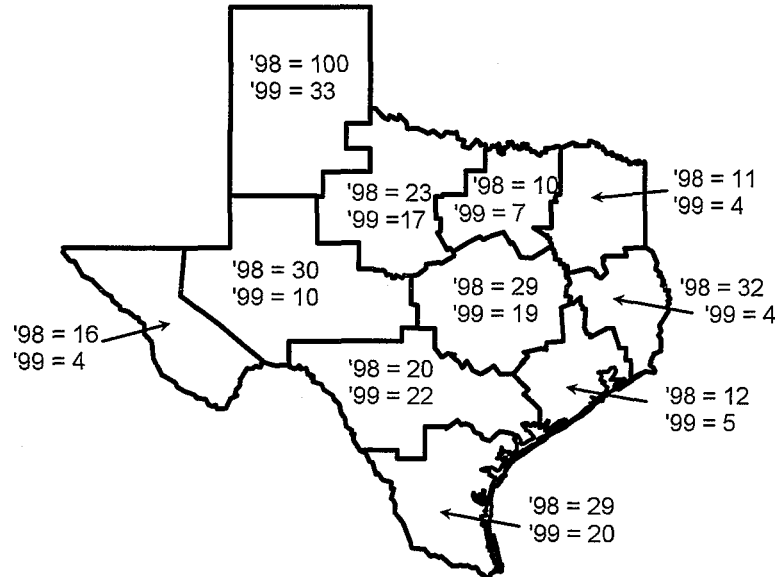 '98 = 100
'99 = 33
'98 = 23
'99 = 17
'98 = 10
'99 = 7
'98 = 11
'99 = 4
'98 = 30
'99 = 10
'98 = 29
'99 = 19
'98 = 32
'99 = 4
'98 = 16
'99 = 4
'98 = 20
'99 = 22
'98 = 12
'99 = 5
'98 = 29
'99 = 20